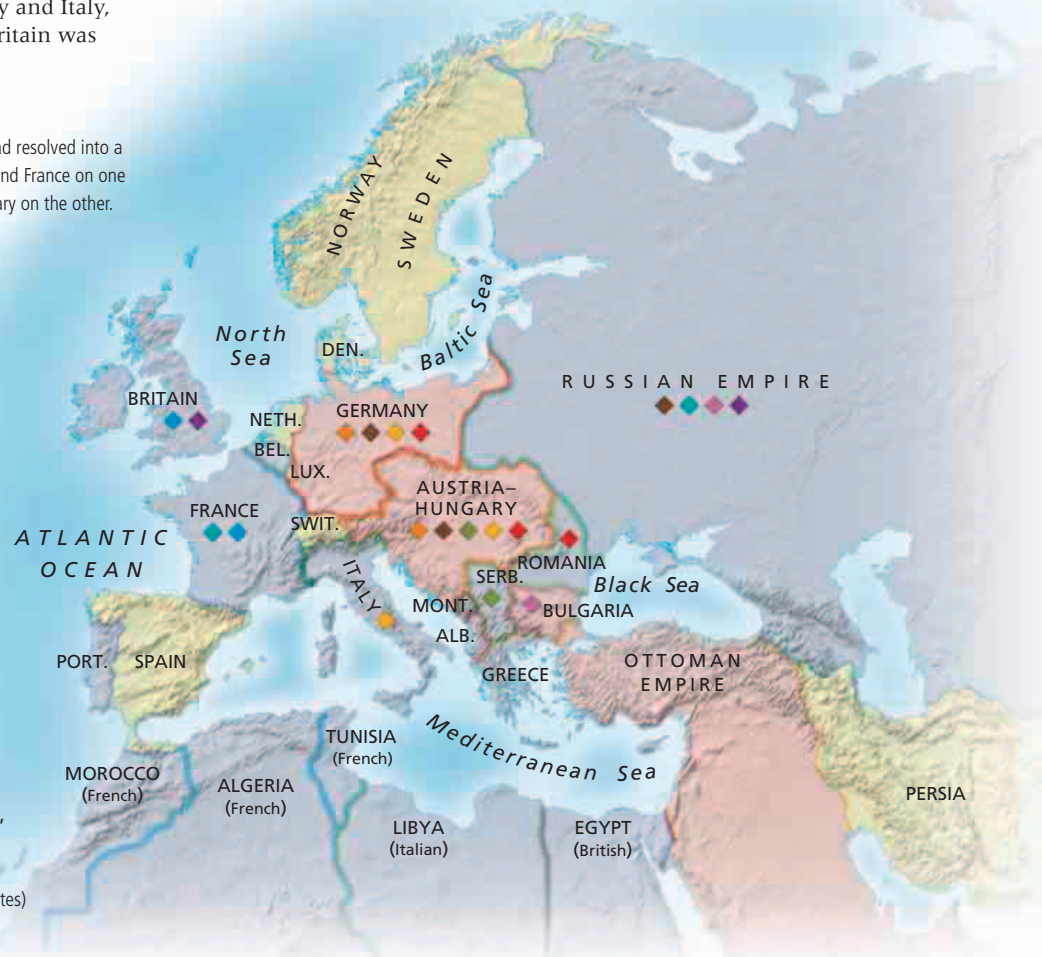 y and Italy,
ritain was
d resolved into a
nd France on one
ary on the other.
NORWAY
SWEDEN
North
Sea
Baltic Sea
DEN.
RUSSIAN EMPIRE
BRITAIN
NETH.
GERMANY
BEL.
LUX.
AUSTRIA–
HUNGARY
FRANCE
SWIT.
ATLANTIC
OCEAN
ITALY
ROMANIA
SERB.
Black Sea
MONT.
BULGARIA
ALB.
PORT.
SPAIN
GREECE
OTTOMAN
EMPIRE
Mediterranean Sea
TUNISIA
(French)
MOROCCO
(French)
ALGERIA
(French)
PERSIA
LIBYA
(Italian)
EGYPT
(British)
,
tes)